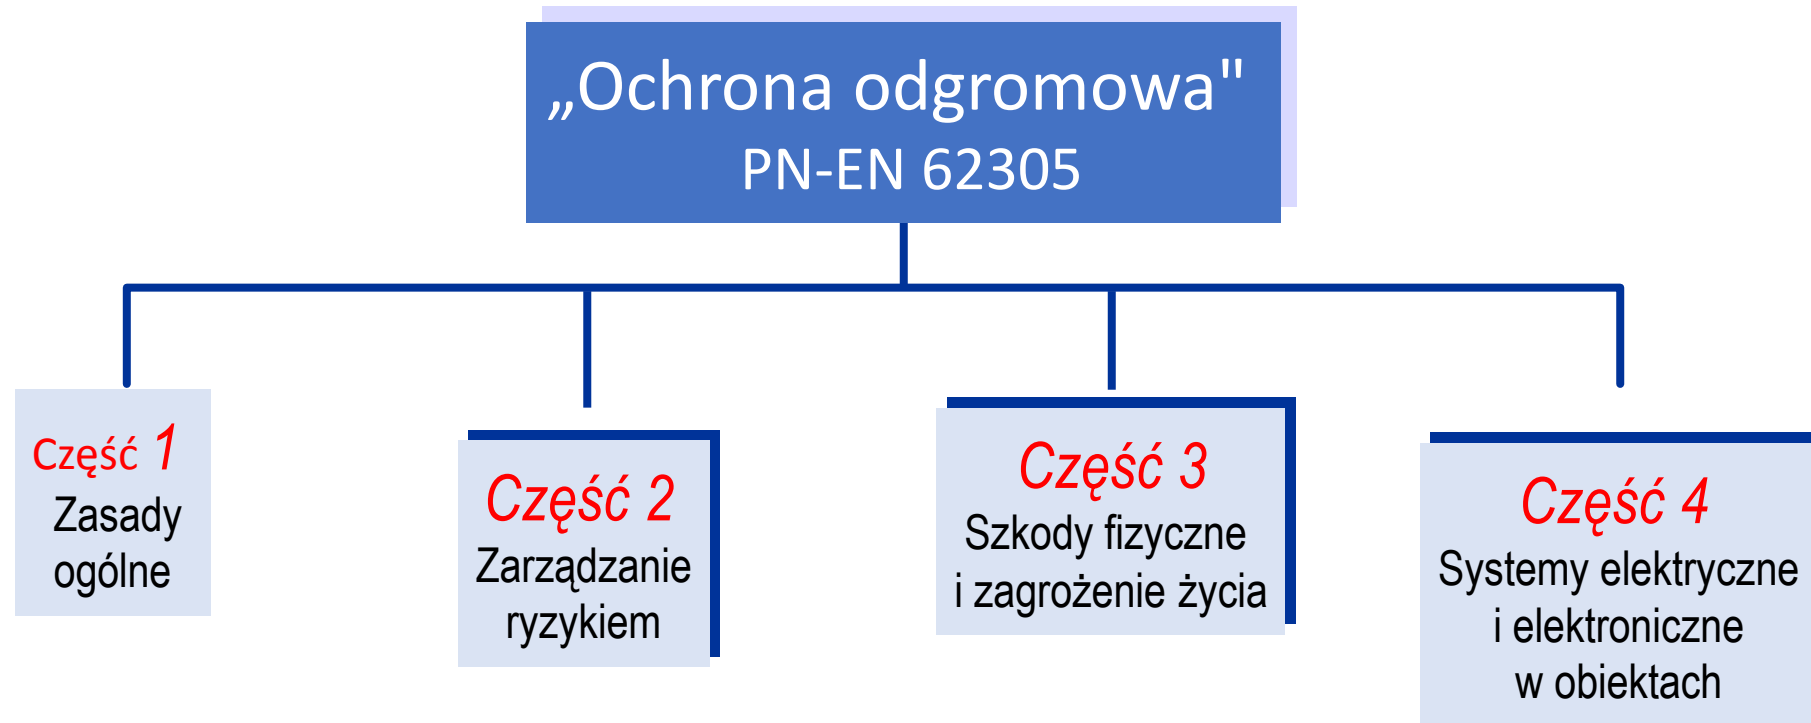 „Ochrona odgromowa"
PN-EN 62305
Część 1
Zasady
ogólne
Część 2
Zarządzanie
ryzykiem
Część 3
Szkody fizyczne
i zagrożenie życia
Część 4
Systemy elektryczne
i elektroniczne
w obiektach